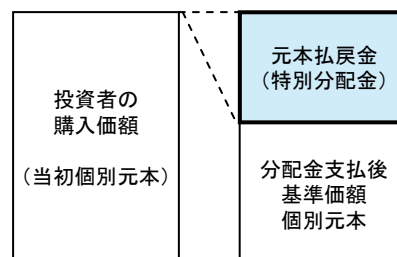 投資者の
購入価額
（当初個別元本）
元本払戻金
（特別分配金）
分配金支払後
基準価額
個別元本